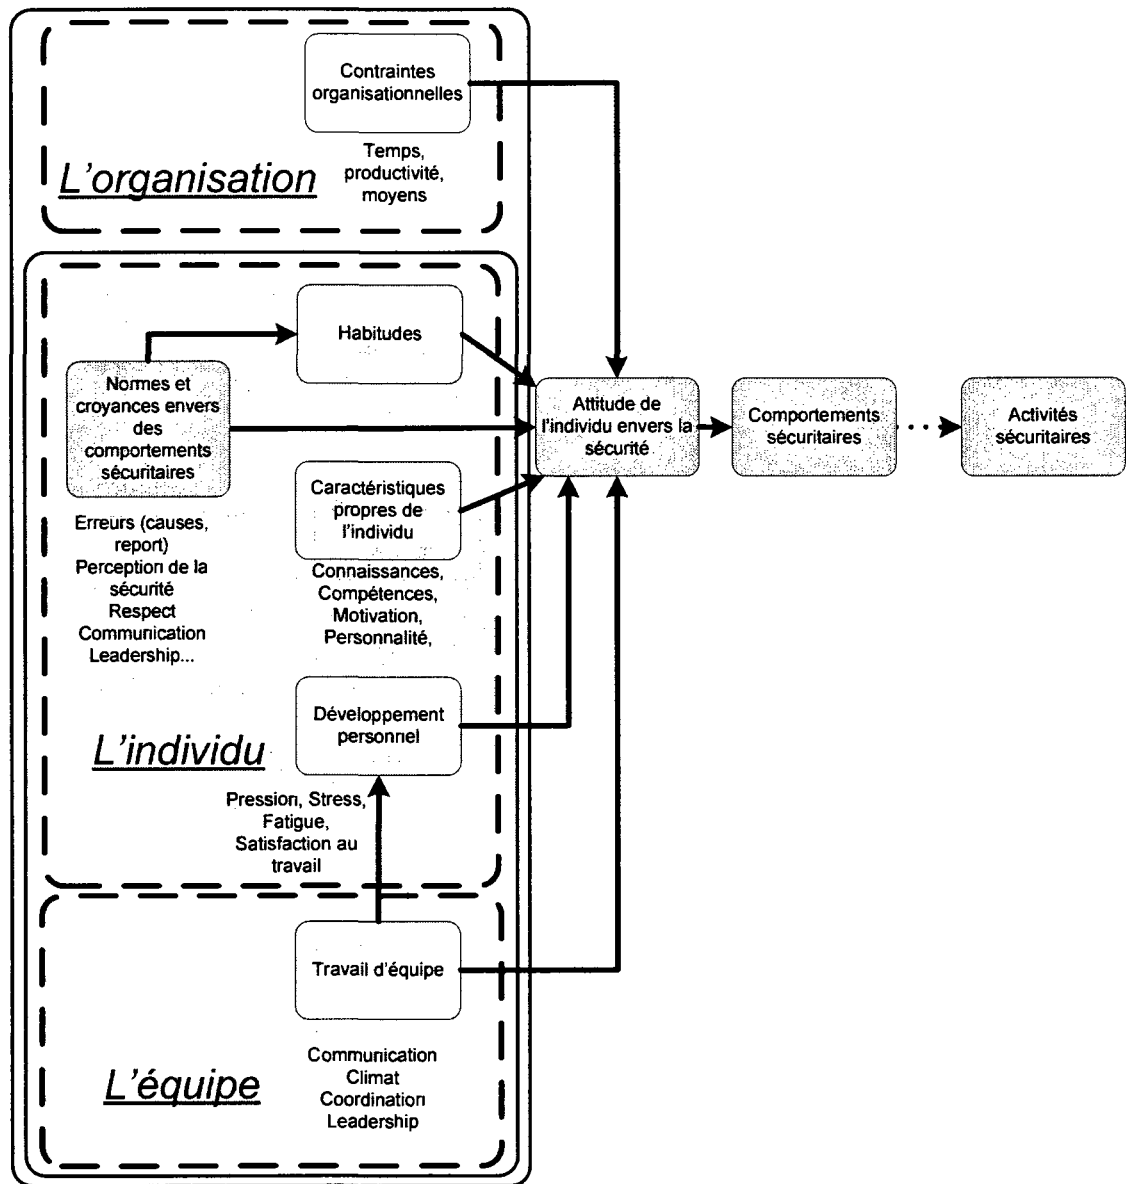 Contraintes
organisationnelles
Temps,
productivité,
moyens
L'organisation
Habitudes
Normes et
croyances envers
des
comportements
sécuritaires
Attitude de
l'individu envers la
sécurité
Comportements
sécuritaires
Activités
sécuritaires
Caractéristiques
propres de
l'individu
Erreurs (causes,
report)
Perception de la
sécurité
Respect
Communication
Leadership...
Connaissances,
Compétences,
Motivation,
Personnalité,
Développement
personnel
L'individu
Pression, Stress,
Fatigue,
Satisfaction au
travail
Travail d'équipe
Communication
Climat
Coordination
Leadership
L'équipe